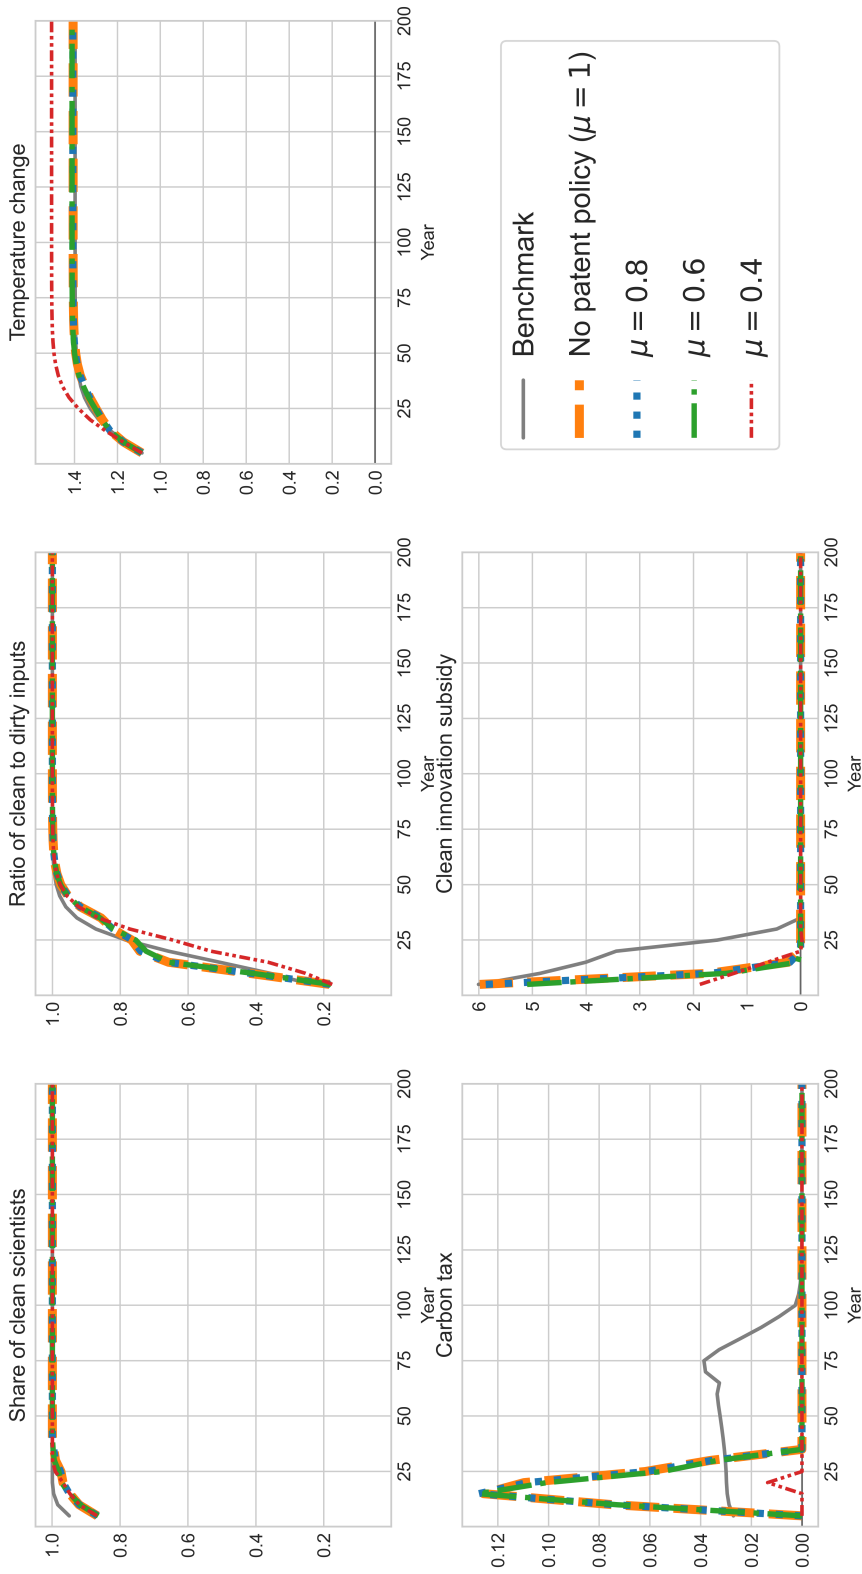 Share of clean scientists
1.0
0.8
0.6
0.4
0.2
25 50 75 100 125 150 175 200
Year
Ratio of clean to dirty inputs
1.0
0.8
0.6
0.4
0.2
25 50 75 100 125 150 175 200
Year
Temperature change
1.4
1.2
1.0
0.8
0.6
0.4
0.2
0.0
25 50 75 100 125 150 175 200
Year
Carbon tax
0.12
0.10
0.08
0.06
0.04
0.02
0.00
25 50 75 100 125 150 175 200
Year
Clean innovation subsidy
6
5
4
3
2
1
0
25 50 75 100 125 150 175 200
Year
Benchmark
No patent policy (μ = 1)
μ = 0.8
μ = 0.6
μ = 0.4